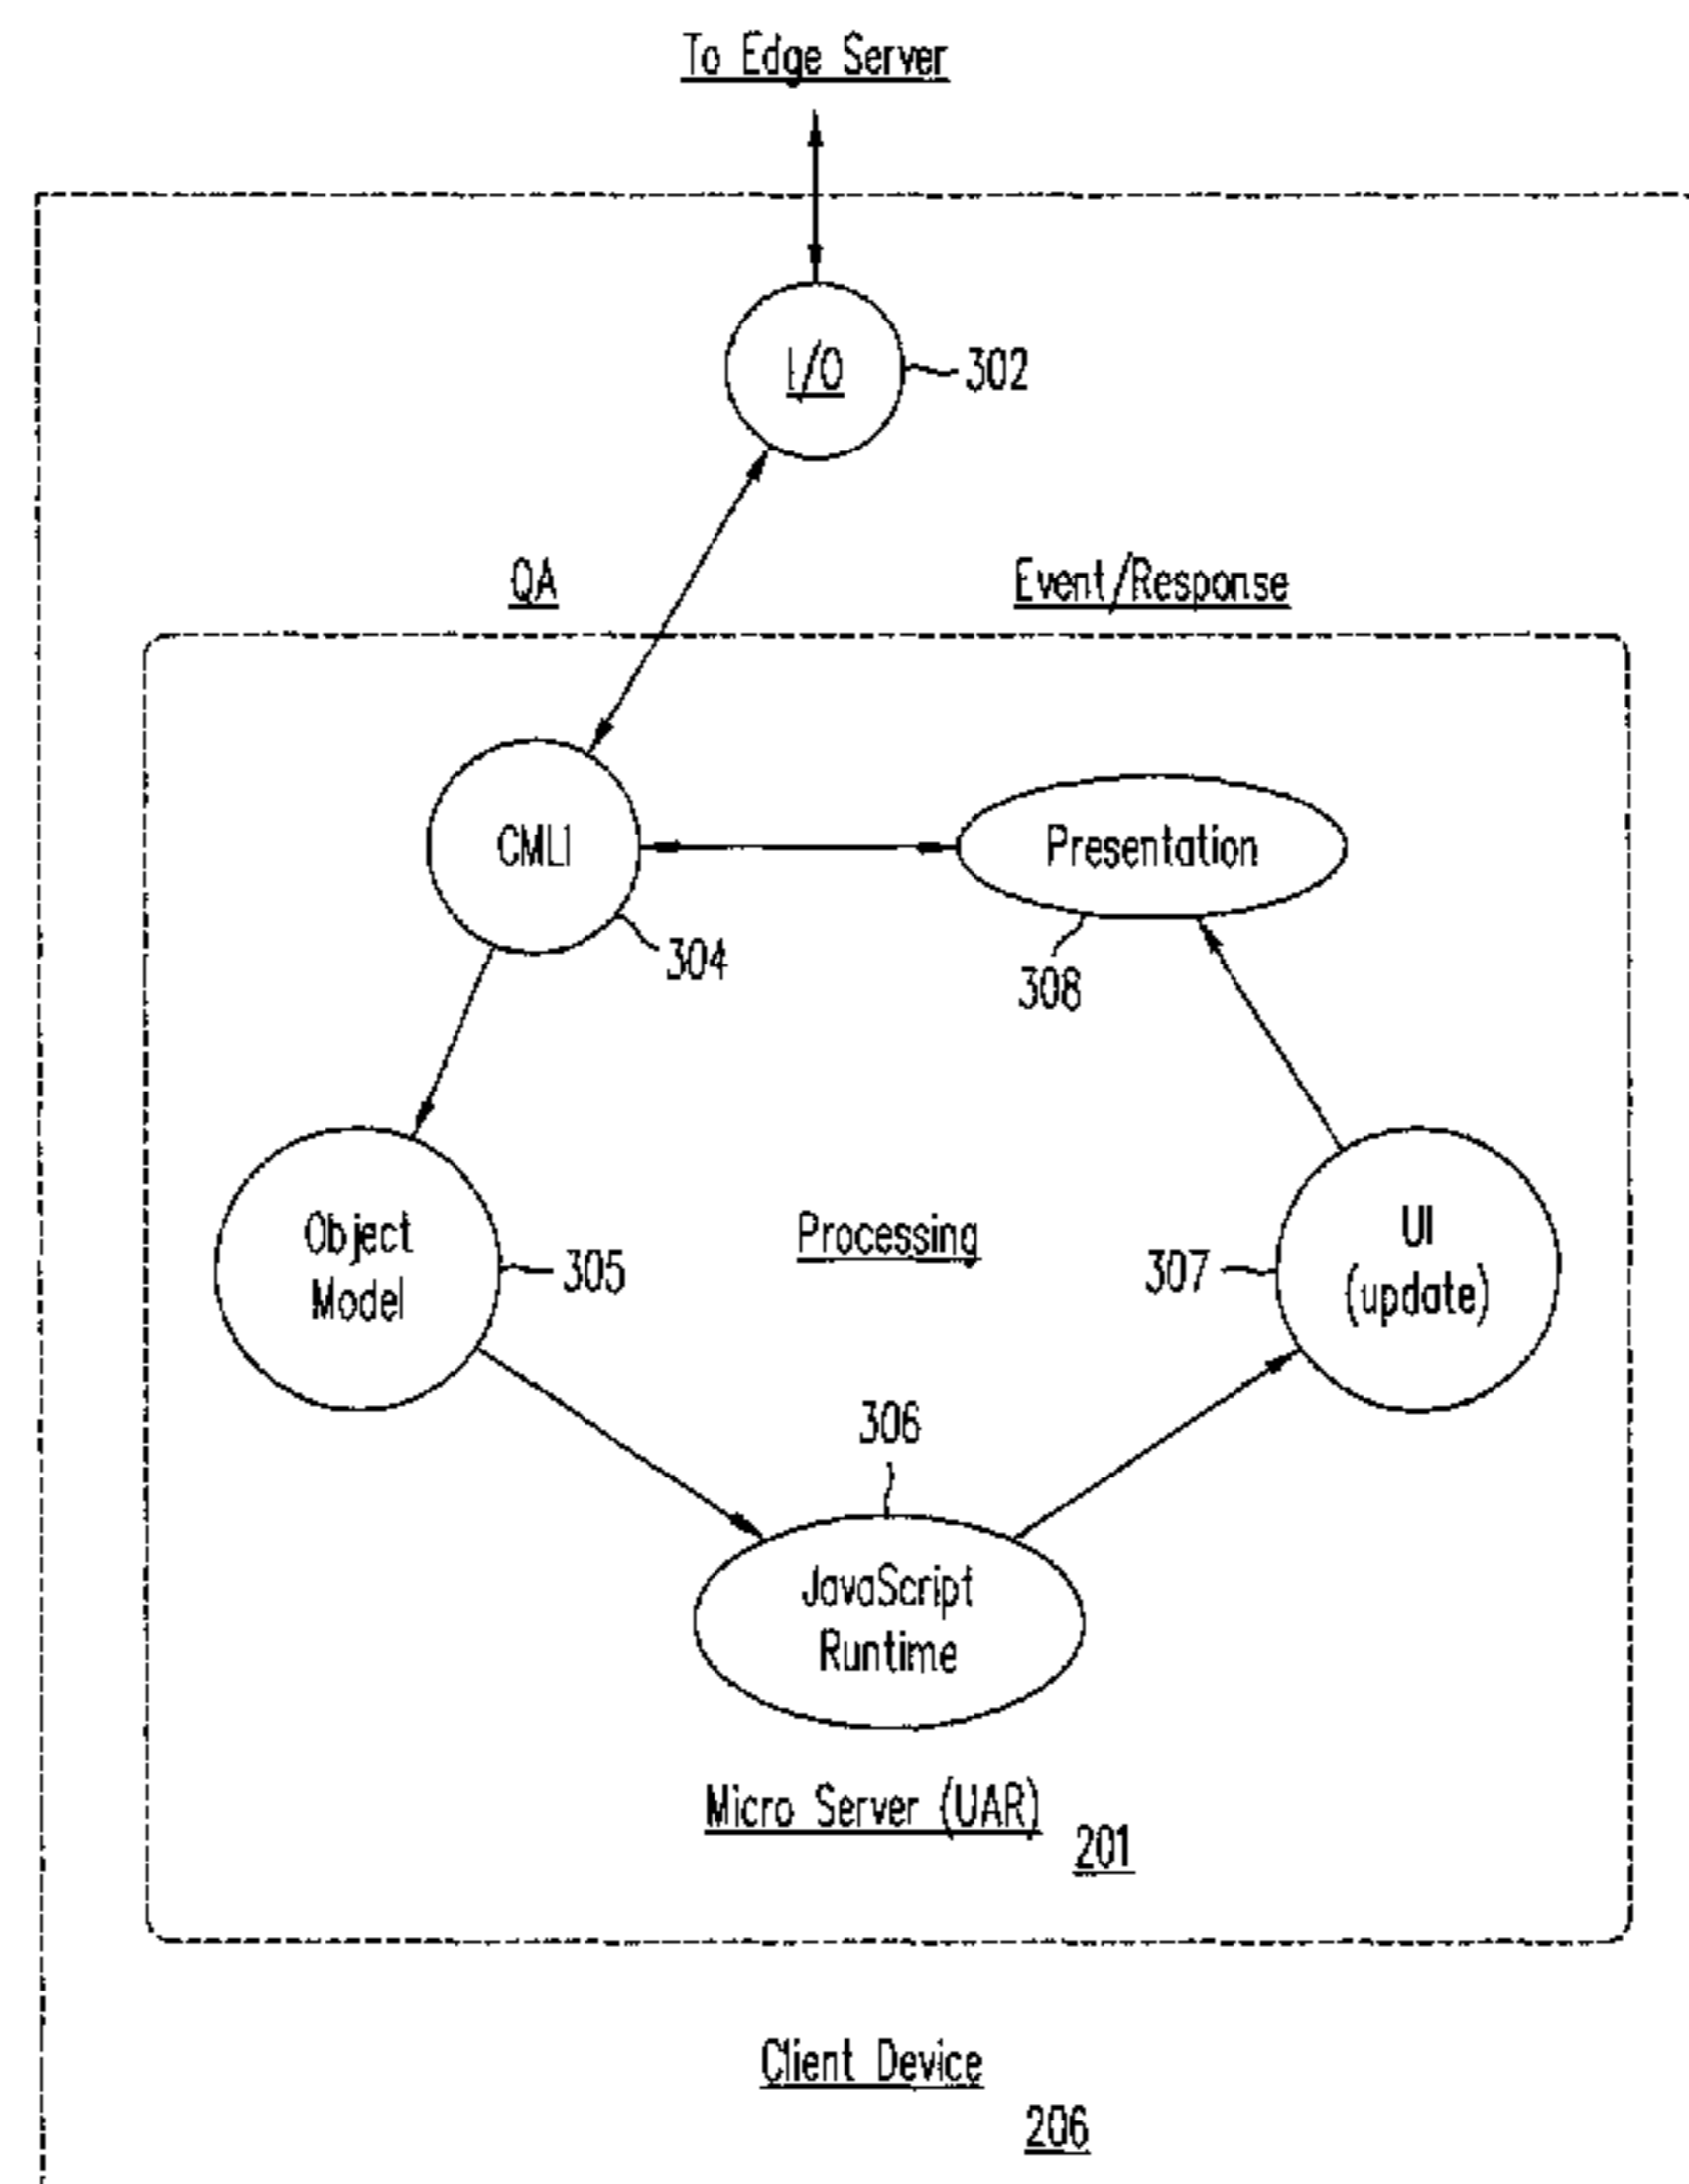 To Edge Server
I/O
302
QA
Event/Response
CML1
Presentation
304
308
Object
Model
305
Processing
307
UI
(update)
306
JavaScript
Runtime
Micro Server (UAR)
201
Client Device
206